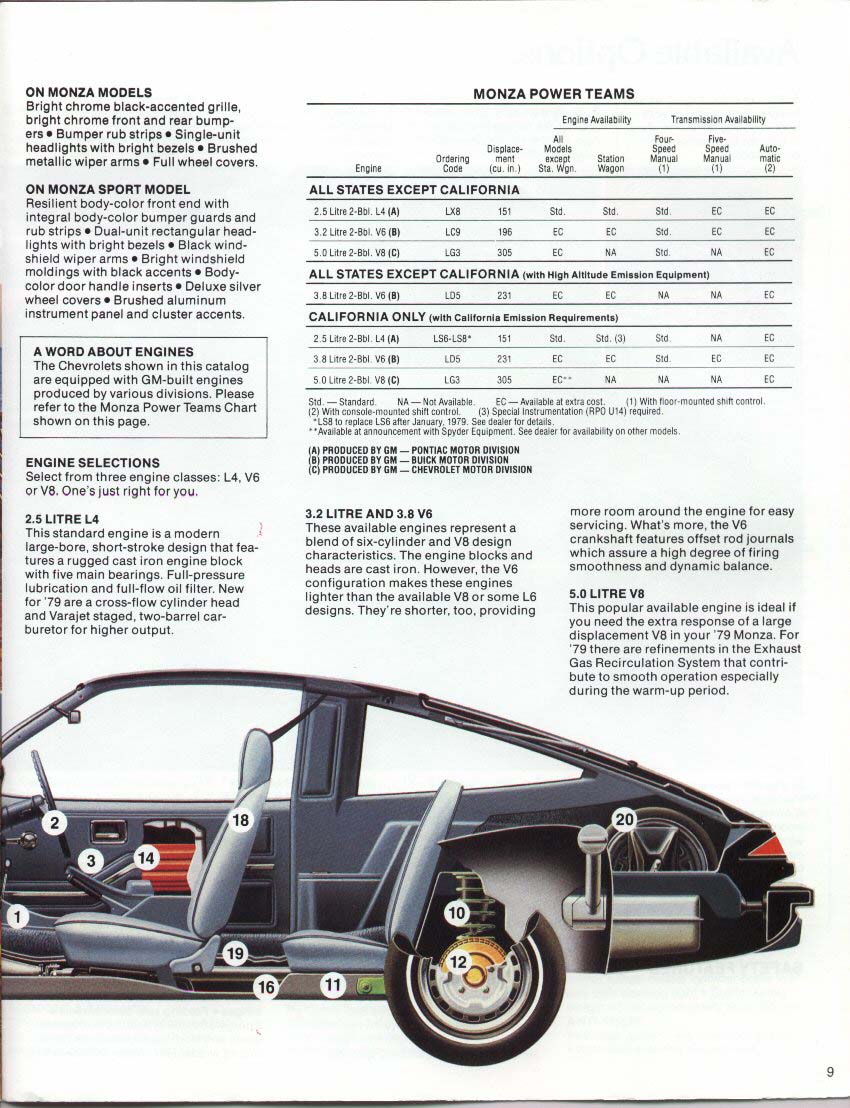 ON MONZA MODELS
Bright chrome black-accented grille,
bright chrome front and rear bump-
ers • Bumper rub strips • Single-unit
headlights with bright bezels • Brushed
metallic wiper arms • Full wheel covers.
ON MONZA SPORT MODEL
Resilient body-color front end with
integral body-color bumper guards and
rub strips • Dual-unit rectangular head-
lights with bright bezels • Black wind-
shield wiper arms • Bright windshield
moldings with black accents • Body-
color door handle inserts • Deluxe silver
wheel covers • Brushed aluminum
instrument panel and cluster accents.
A WORD ABOUT ENGINES
The Chevrolets shown in this catalog
are equipped with GM-built engines
produced by various divisions. Please
refer to the Monza Power Teams Chart
shown on this page.
ENGINE SELECTIONS
Select from three engine classes: L4, V6
or V8. One's just right for you.
2.5 LITRE L4
This standard engine is a modern
large-bore, short-stroke design that fea-
tures a rugged cast iron engine block
with five main bearings. Full-pressure
lubrication and full-flow oil filter. New
for '79 are a cross-flow cylinder head
and Varajet staged, two-barrel car-
buretor for higher output.
MONZA POWER TEAMS
Engine Availability Transmission Availability
All Four- Five-
Displace- Models Speed Speed Auto-
Ordering ment except Station Manual Manual matic
Engine Code (cu. in.) Sta. Wgn. Wagon (1) (1) (2)
ALL STATES EXCEPT CALIFORNIA
2.5 Litre 2-Bbl. L4 (A) LX8 151 Std. Std. Std. EC EC
3.2 Litre 2-Bbl. V6 (B) LC9 196 EC EC Std. EC EC
5.0 Litre 2-Bbl. V8 (C) LG3 305 EC NA Std. NA EC
ALL STATES EXCEPT CALIFORNIA (with High Altitude Emission Equipment)
3.8 Litre 2-Bbl. V6 (B) LD5 231 EC EC NA NA EC
CALIFORNIA ONLY (with California Emission Requirements)
2.5 Litre 2-Bbl. L4 (A) LS6-LS8* 151 Std. Std. (3) Std. NA EC
3.8 Litre 2-Bbl. V6 (B) LD5 231 EC EC Std. EC EC
5.0 Litre 2-Bbl. V8 (C) LG3 305 EC** NA NA NA EC
Std. — Standard. NA — Not Available. EC — Available at extra cost. (1) With floor-mounted shift control.
(2) With console-mounted shift control. (3) Special Instrumentation (RPO U14) required.
*LS8 to replace LS6 after January, 1979. See dealer for details.
**Available at announcement with Spyder Equipment. See dealer for availability on other models.
(A) PRODUCED BY GM — PONTIAC MOTOR DIVISION
(B) PRODUCED BY GM — BUICK MOTOR DIVISION
(C) PRODUCED BY GM — CHEVROLET MOTOR DIVISION
3.2 LITRE AND 3.8 V6
These available engines represent a
blend of six-cylinder and V8 design
characteristics. The engine blocks and
heads are cast iron. However, the V6
configuration makes these engines
lighter than the available V8 or some L6
designs. They're shorter, too, providing
more room around the engine for easy
servicing. What's more, the V6
crankshaft features offset rod journals
which assure a high degree of firing
smoothness and dynamic balance.
5.0 LITRE V8
This popular available engine is ideal if
you need the extra response of a large
displacement V8 in your '79 Monza. For
'79 there are refinements in the Exhaust
Gas Recirculation System that contri-
bute to smooth operation especially
during the warm-up period.
2
18
20
3
14
1
10
19
12
16
11
9